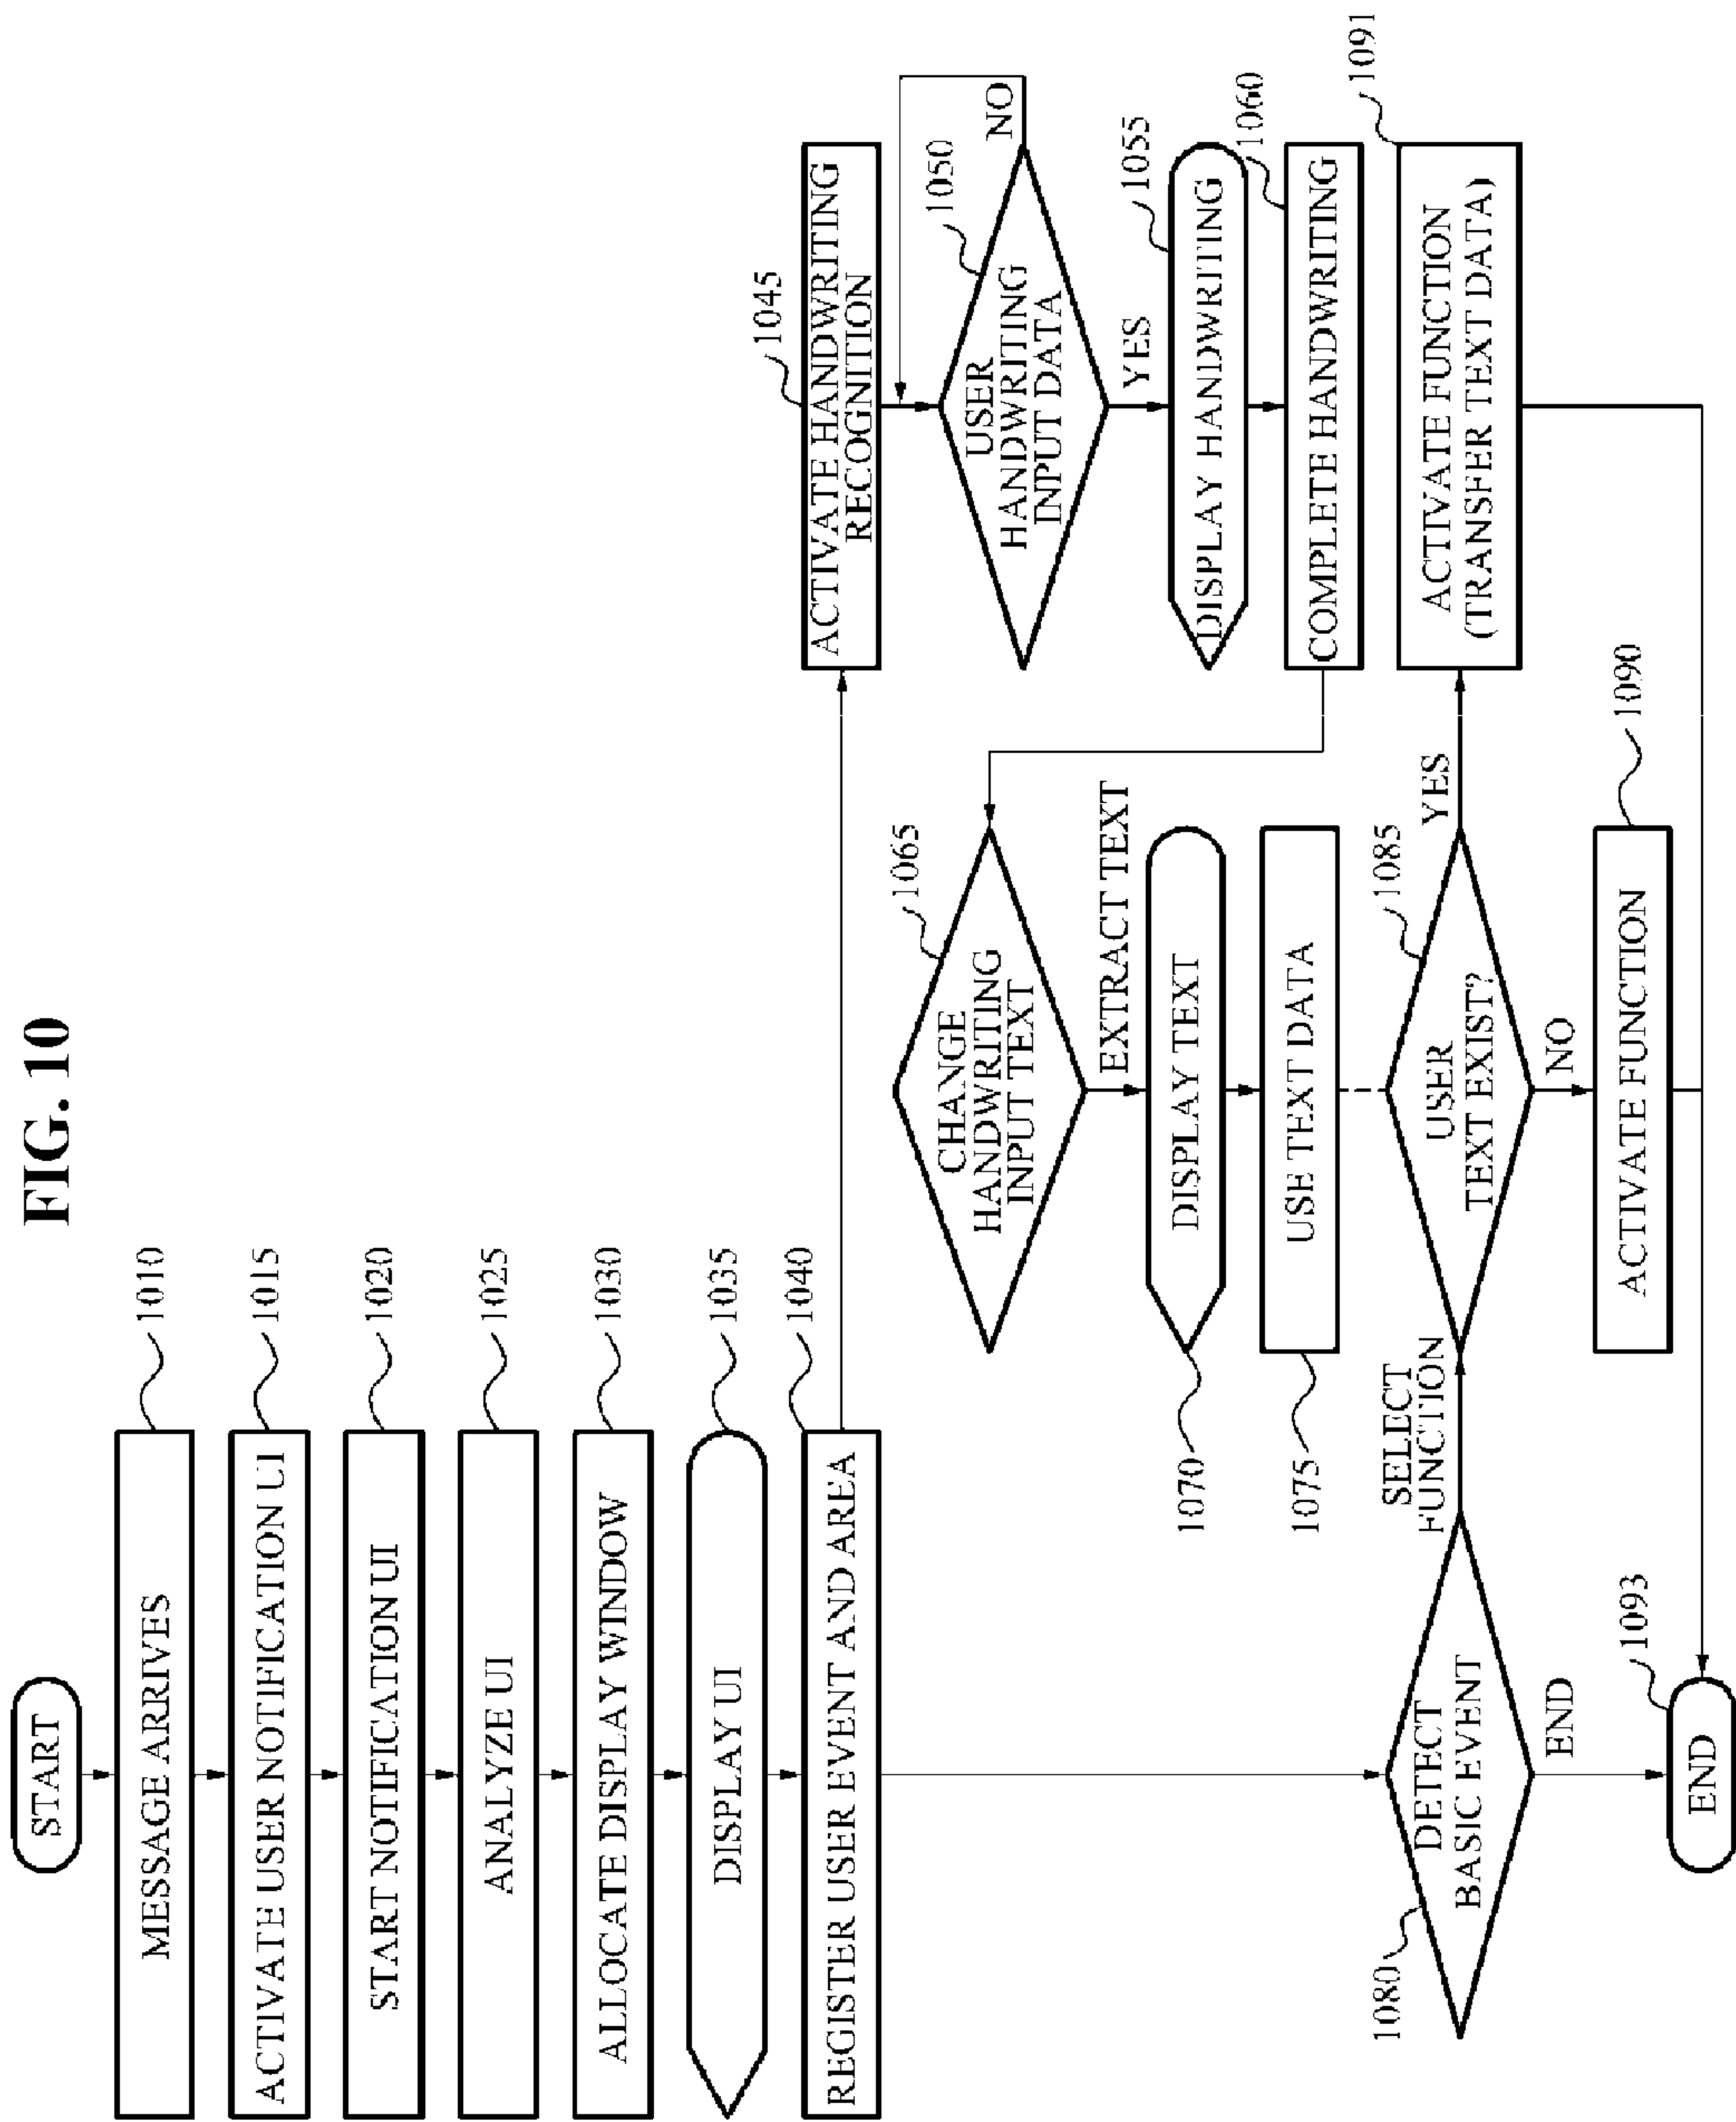 FIG. 10
START
MESSAGE ARRIVES
1010
ACTIVATE USER NOTIFICATION UI
1015
START NOTIFICATION UI
1020
ANALYZE UI
1025
ALLOCATE DISPLAY WINDOW
1030
DISPLAY UI
1035
REGISTER USER EVENT AND AREA
1040
ACTIVATE HANDWRITING
RECOGNITION
1045
USER
HANDWRITING
INPUT DATA
1050
NO
YES
DISPLAY HANDWRITING
1055
COMPLETE HANDWRITING
1060
CHANGE
HANDWRITING
INPUT TEXT
1065
EXTRACT TEXT
DISPLAY TEXT
1070
USE TEXT DATA
1075
DETECT
BASIC EVENT
1080
SELECT
FUNCTION
END
USER
TEXT EXIST?
1085
YES
NO
ACTIVATE FUNCTION
(TRANSFER TEXT DATA)
1091
ACTIVATE FUNCTION
1090
END
1093